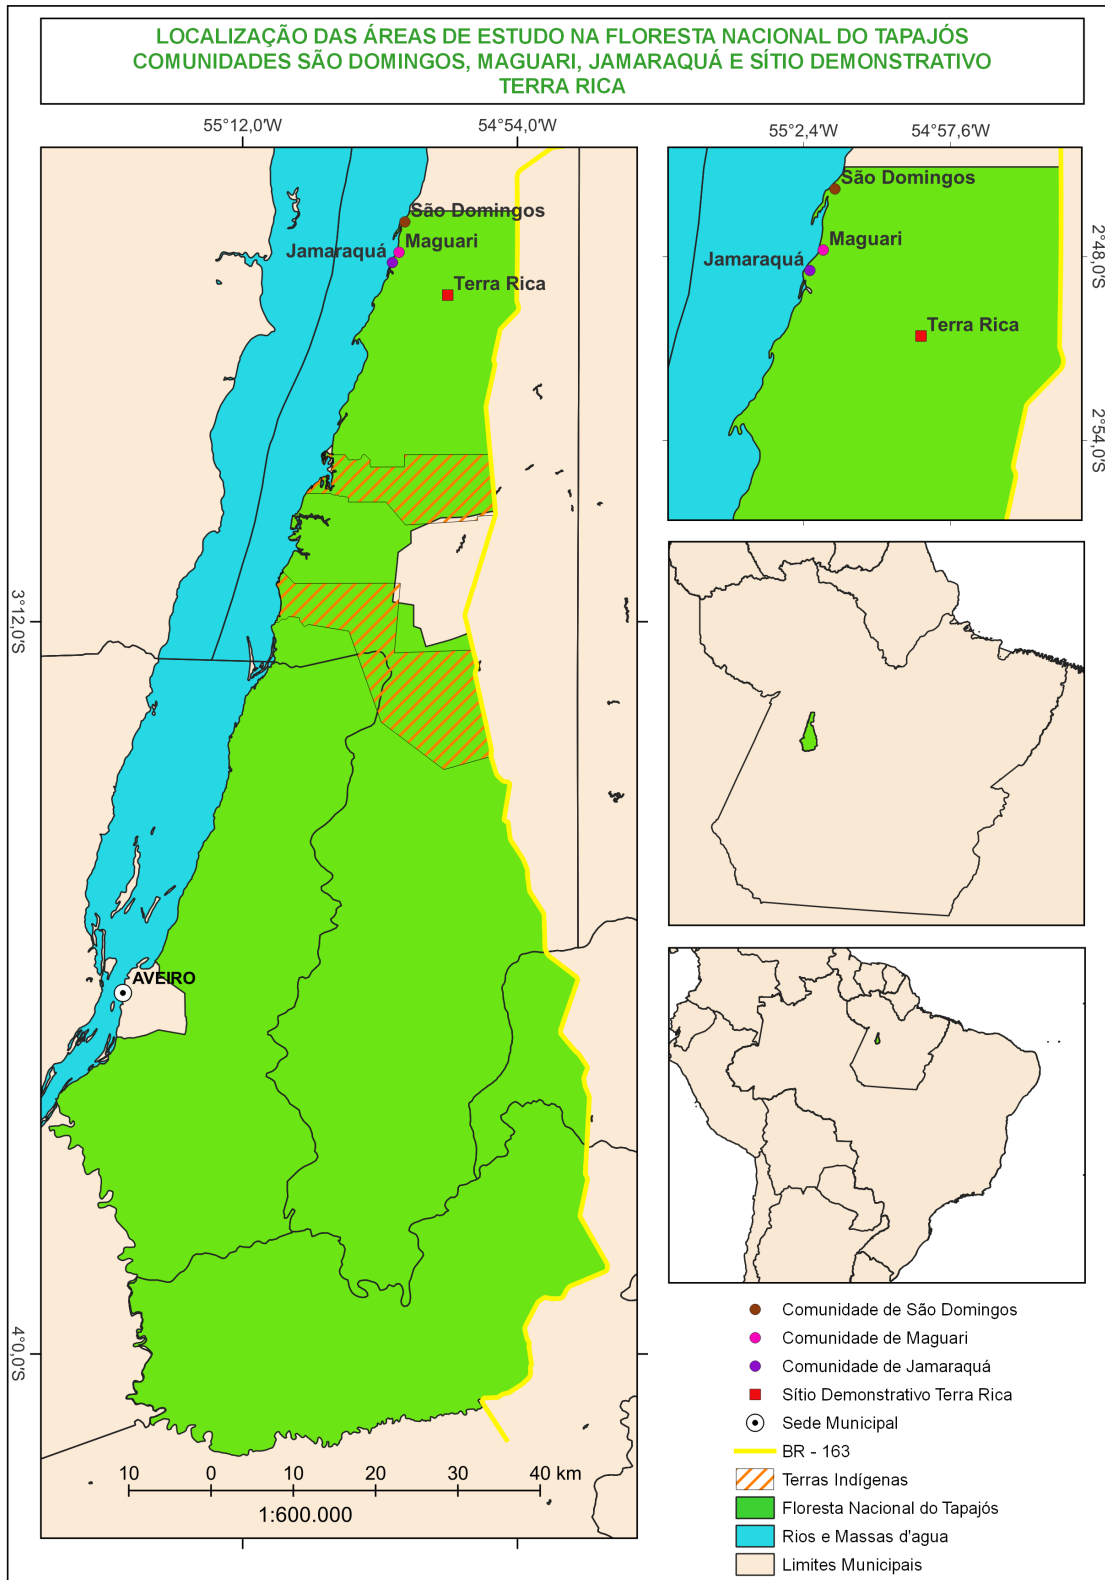 LOCALIZAÇÃO DAS ÁREAS DE ESTUDO NA FLORESTA NACIONAL DO TAPAJÓS
COMUNIDADES SÃO DOMINGOS, MAGUARI, JAMARAQUÁ E SÍTIO DEMONSTRATIVO
TERRA RICA
55°12,0'W
54°54,0'W
São Domingos
Maguari
Jamaraquá
Terra Rica
3°12,0'S
AVEIRO
4°0,0'S
10 0 10 20 30 40 km
1:600.000
55°2,4'W
54°57,6'W
São Domingos
Maguari
Jamaraquá
Terra Rica
2°48,0'S
2°54,0'S
Comunidade de São Domingos
Comunidade de Maguari
Comunidade de Jamaraquá
Sítio Demonstrativo Terra Rica
Sede Municipal
BR - 163
Terras Indígenas
Floresta Nacional do Tapajós
Rios e Massas d'agua
Limites Municipais